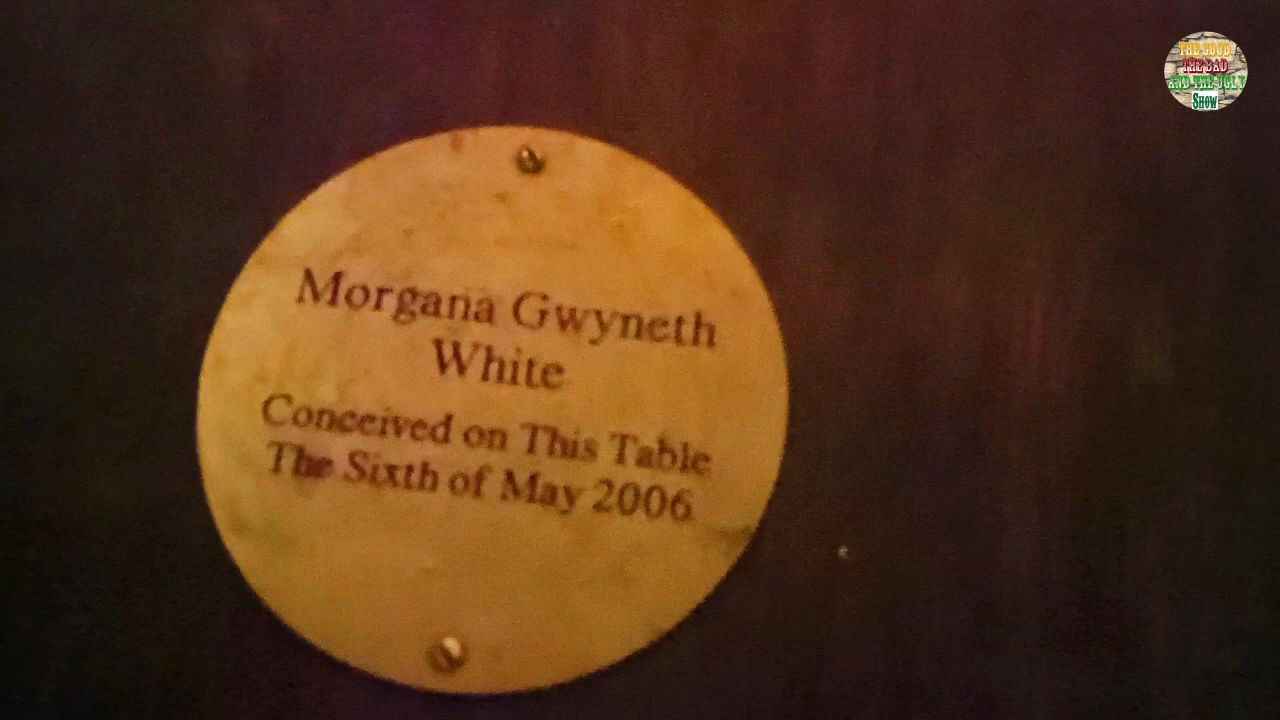 THE GOOD
THE BAD
AND THE UGLY
SHOW
Morgana Gwyneth
White
Conceived on This Table
The Sixth of May 2006